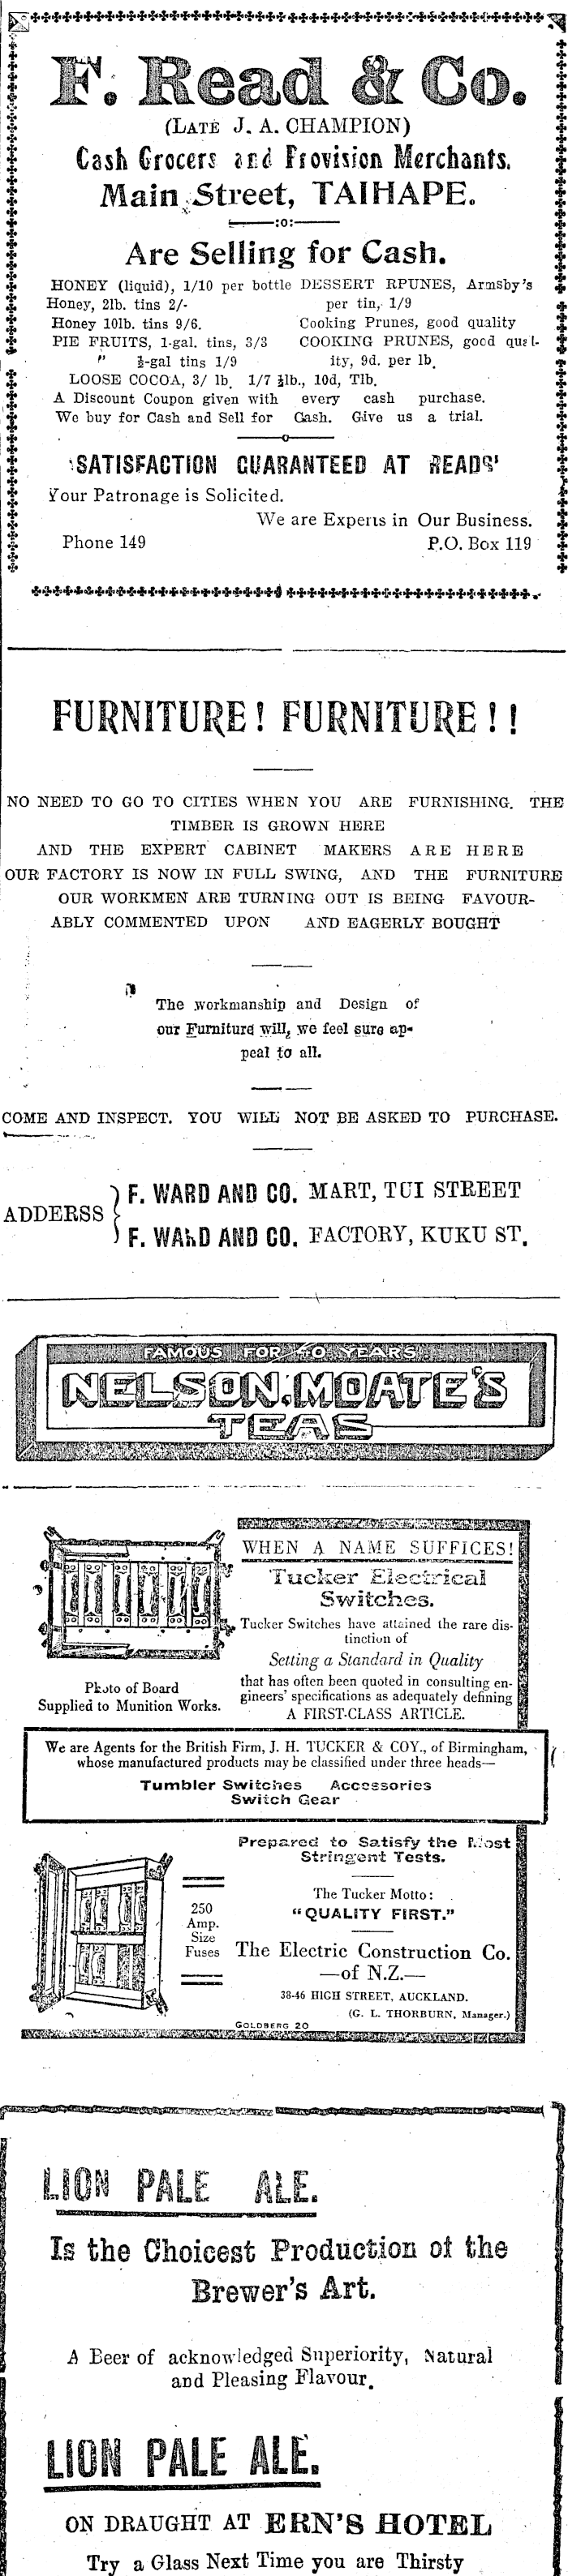 F. Read & Co.
(LATE J. A. CHAMPION)
Cash Grocers and Provision Merchants.
Main Street, TAIHAPE.
:o:
Are Selling for Cash.
HONEY (liquid), 1/10 per bottle
Honey, 2lb. tins 2/-
Honey 10lb. tins 9/6.
PIE FRUITS, 1-gal. tins, 3/3
" ½-gal tins 1/9
DESSERT RPUNES, Armsby's
per tin, 1/9
Cooking Prunes, good quality
COOKING PRUNES, good qual-
ity, 9d. per lb.
LOOSE COCOA, 3/ lb. 1/7 ½lb., 10d, Tlb.
A Discount Coupon given with every cash purchase.
We buy for Cash and Sell for Cash. Give us a trial.
o
'SATISFACTION GUARANTEED AT READS'
Your Patronage is Solicited.
We are Experts in Our Business.
Phone 149 P.O. Box 119
FURNITURE! FURNITURE!!
NO NEED TO GO TO CITIES WHEN YOU ARE FURNISHING. THE
TIMBER IS GROWN HERE
AND THE EXPERT CABINET MAKERS ARE HERE
OUR FACTORY IS NOW IN FULL SWING, AND THE FURNITURE
OUR WORKMEN ARE TURNING OUT IS BEING FAVOUR-
ABLY COMMENTED UPON AND EAGERLY BOUGHT
The workmanship and Design of
our Furniture will, we feel sure ap-
peal to all.
COME AND INSPECT. YOU WILL NOT BE ASKED TO PURCHASE.
ADDERSS
F. WARD AND CO. MART, TUI STREET
F. WARD AND CO. FACTORY, KUKU ST.
FAMOUS FOR 40 YEARS
NELSON. MOATE'S
TEAS
WHEN A NAME SUFFICES!
Tucker Electrical
Switches.
Tucker Switches have attained the rare dis-
tinction of
Setting a Standard in Quality
that has often been quoted in consulting en-
gineers' specifications as adequately defining
A FIRST-CLASS ARTICLE.
Photo of Board
Supplied to Munition Works.
We are Agents for the British Firm, J. H. TUCKER & COY., of Birmingham,
whose manufactured products may be classified under three heads—
Tumbler Switches Accessories
Switch Gear
Prepared to Satisfy the Most
Stringent Tests.
The Tucker Motto:
"QUALITY FIRST."
250
Amp.
Size
Fuses
The Electric Construction Co.
—of N.Z.—
38-46 HIGH STREET, AUCKLAND.
(G. L. THORBURN, Manager.)
GOLDBERG 20
LION PALE ALE.
Is the Choicest Production of the
Brewer's Art.
A Beer of acknowledged Superiority, Natural
and Pleasing Flavour.
LION PALE ALE.
ON DRAUGHT AT ERN'S HOTEL
Try a Glass Next Time you are Thirsty